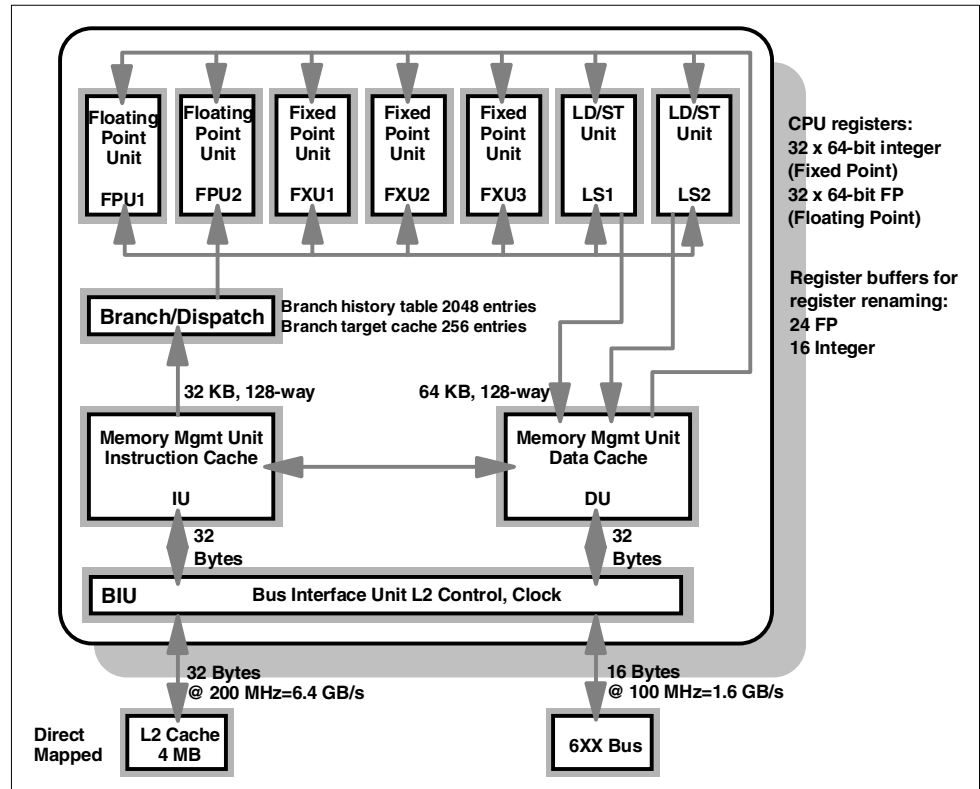 Floating
Point
Unit
FPU1
Floating
Point
Unit
FPU2
Fixed
Point
Unit
FXU1
Fixed
Point
Unit
FXU2
Fixed
Point
Unit
FXU3
LD/ST
Unit
LS1
LD/ST
Unit
LS2
CPU registers:
32 x 64-bit integer
(Fixed Point)
32 x 64-bit FP
(Floating Point)
Register buffers for
register renaming:
24 FP
16 Integer
Branch/Dispatch
Branch history table 2048 entries
Branch target cache 256 entries
32 KB, 128-way
64 KB, 128-way
Memory Mgmt Unit
Instruction Cache
IU
Memory Mgmt Unit
Data Cache
DU
32
Bytes
32
Bytes
BIU
Bus Interface Unit L2 Control, Clock
32 Bytes
@ 200 MHz=6.4 GB/s
16 Bytes
@ 100 MHz=1.6 GB/s
Direct
Mapped
L2 Cache
4 MB
6XX Bus